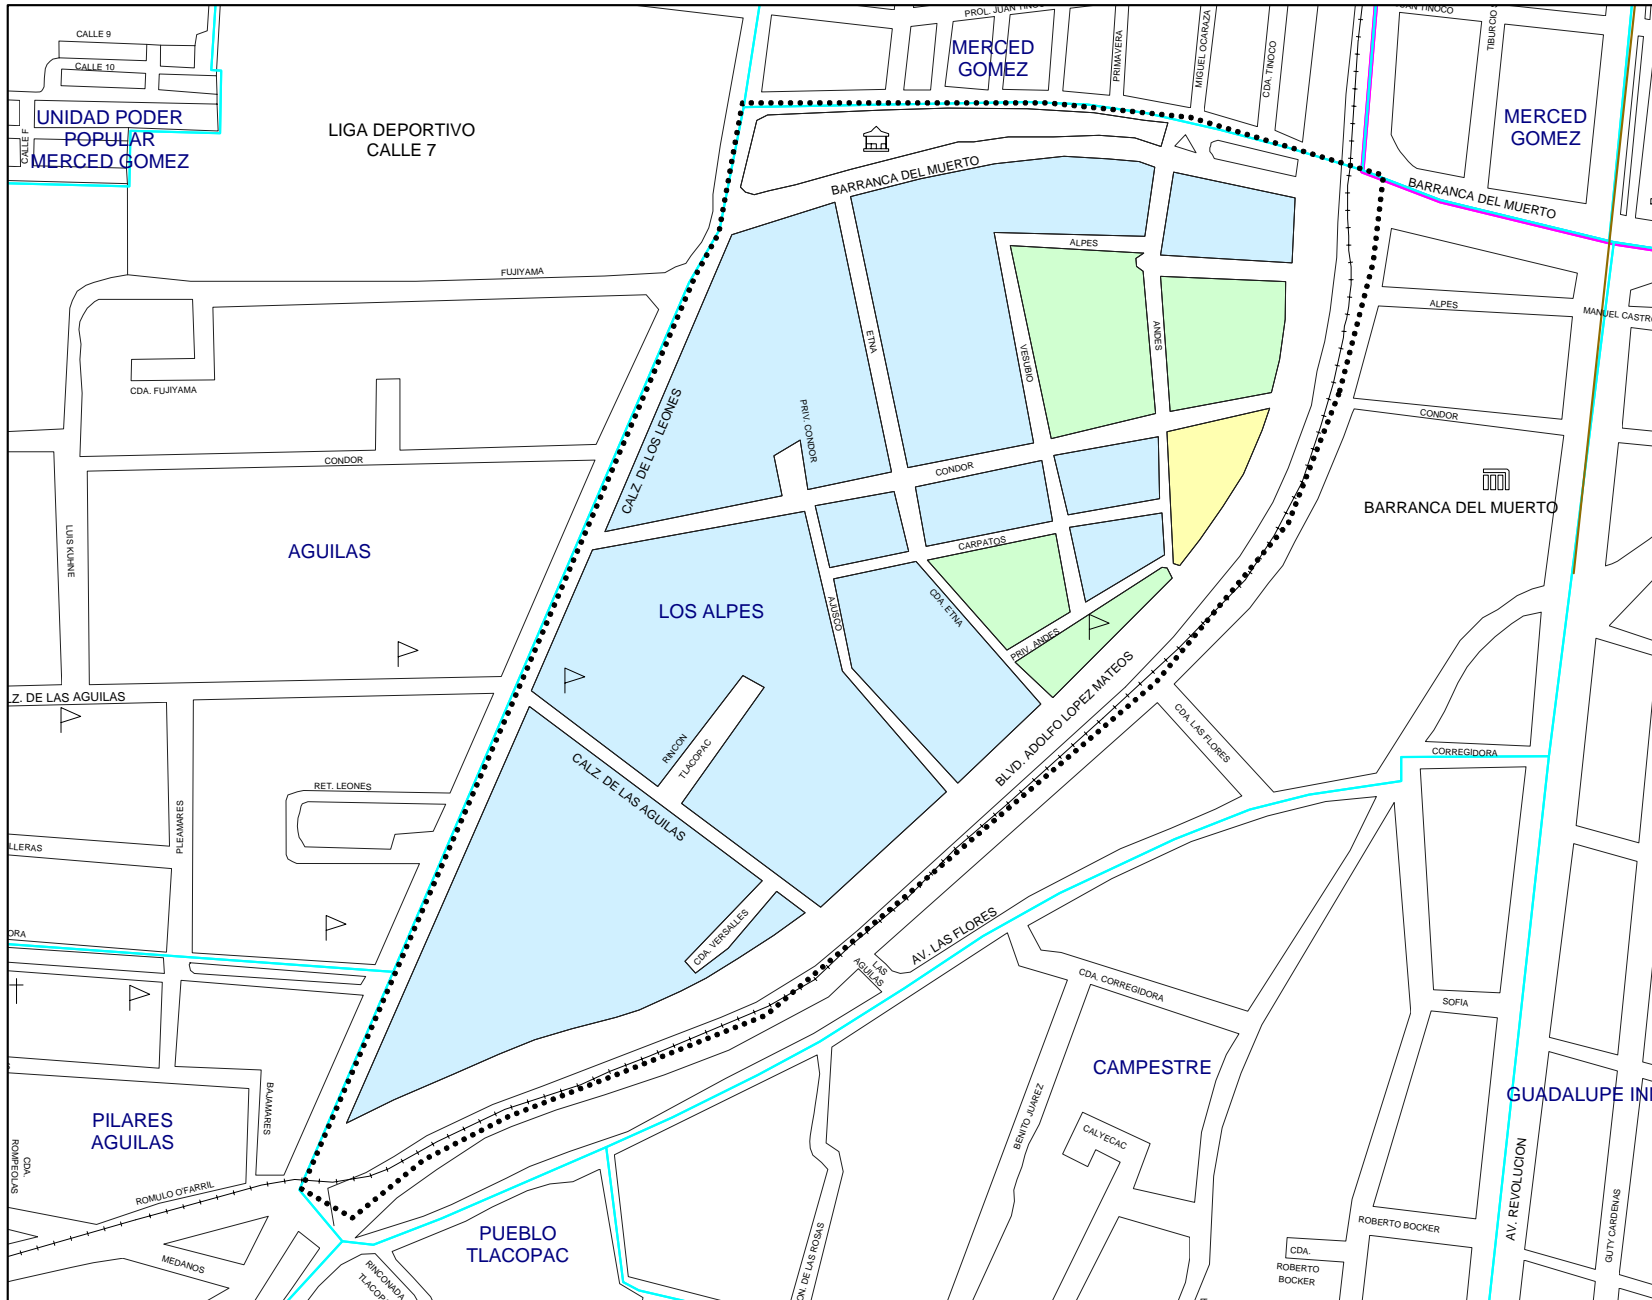 CALLE 9
CALLE 10
CALLE F
UNIDAD PODER
POPULAR
MERCED GOMEZ
LIGA DEPORTIVO
CALLE 7
MERCED
GOMEZ
PRIMAVERA
MIGUEL OCARAZA
CDA. TINOCO
MERCED
GOMEZ
BARRANCA DEL MUERTO
BARRANCA DEL MUERTO
FUJIYAMA
CDA. FUJIYAMA
ALPES
ALPES
MANUEL CASTRO
ETNA
VESUBIO
ANDES
CALZ. DE LOS LEONES
PRIV. CONDOR
CONDOR
CONDOR
CONDOR
LUIS KUHNE
AGUILAS
BARRANCA DEL MUERTO
CARPATOS
LOS ALPES
AJUSCO
CDA. ETNA
PRIV. ANDES
Z. DE LAS AGUILAS
BLVD. ADOLFO LOPEZ MATEOS
CDA. LAS FLORES
RINCON
TLACOPAC
CALZ. DE LAS AGUILAS
CORREGIDORA
RET. LEONES
PLEAMARES
LLERAS
ORA
CDA. VERSALLES
AV. LAS FLORES
LAS
AGUILAS
CDA. CORREGIDORA
SOFIA
CAMPESTRE
GUADALUPE IN
BAJAMARES
PILARES
AGUILAS
BENITO JUAREZ
CALYECAC
CDA.
ROMPEOLAS
ROMULO O'FARRIL
AV. REVOLUCION
GUTY CARDENAS
PUEBLO
TLACOPAC
ROBERTO BOCKER
CDA.
ROBERTO
BOCKER
MEDANOS
RINCONADA
TLACOPA
ON. DE LAS ROSAS